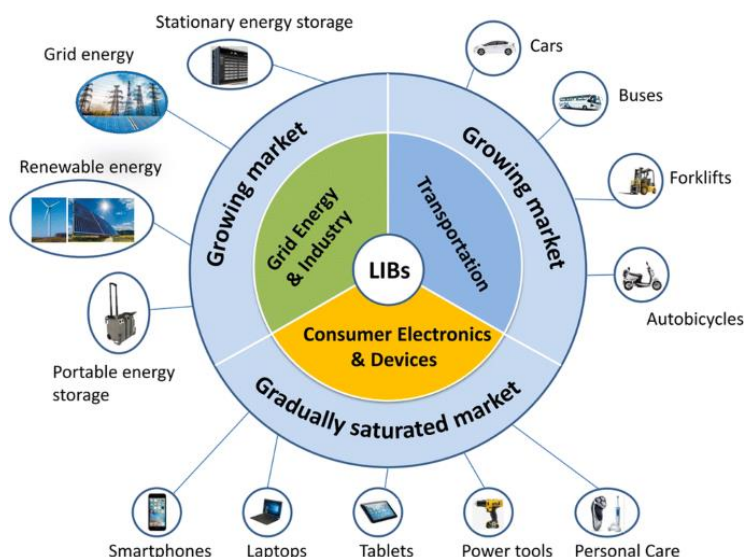 Stationary energy storage
Grid energy
Renewable energy
Portable energy
storage
Cars
Buses
Forklifts
Autobicycles
Growing market
Growing market
Gradually saturated market
Grid Energy
& Industry
Transportation
LIBs
Consumer Electronics
& Devices
Smartphones
Laptops
Tablets
Power tools
Personal Care